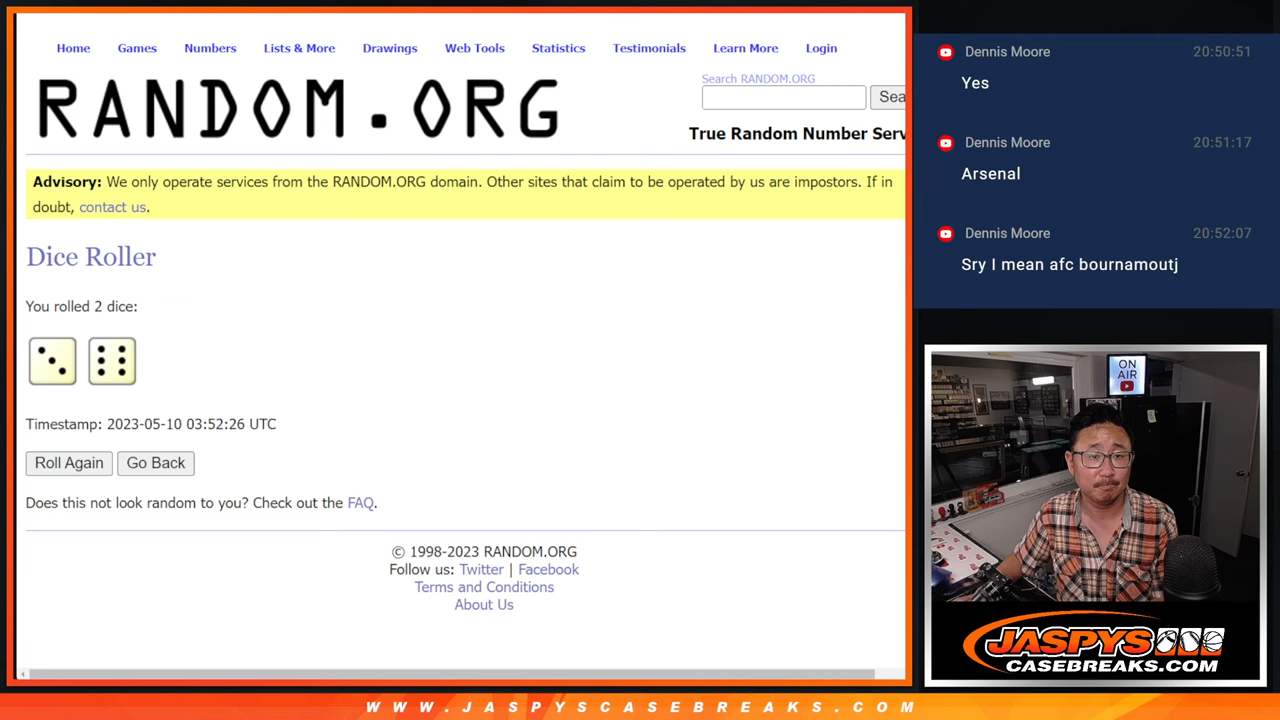 Home Games Numbers Lists & More Drawings Web Tools Statistics Testimonials Learn More Login
RANDOM.ORG
Search RANDOM.ORG
Sea
True Random Number Serv
Advisory: We only operate services from the RANDOM.ORG domain. Other sites that claim to be operated by us are impostors. If in
doubt, contact us.
Dice Roller
You rolled 2 dice:
Timestamp: 2023-05-10 03:52:26 UTC
Roll Again Go Back
Does this not look random to you? Check out the FAQ.
© 1998-2023 RANDOM.ORG
Follow us: Twitter | Facebook
Terms and Conditions
About Us
Dennis Moore 20:50:51
Yes
Dennis Moore 20:51:17
Arsenal
Dennis Moore 20:52:07
Sry I mean afc bournamoutj
ON
AIR
JASPYS
CASEBREAKS.COM
WWW.JASPYSCASEBREAKS.COM